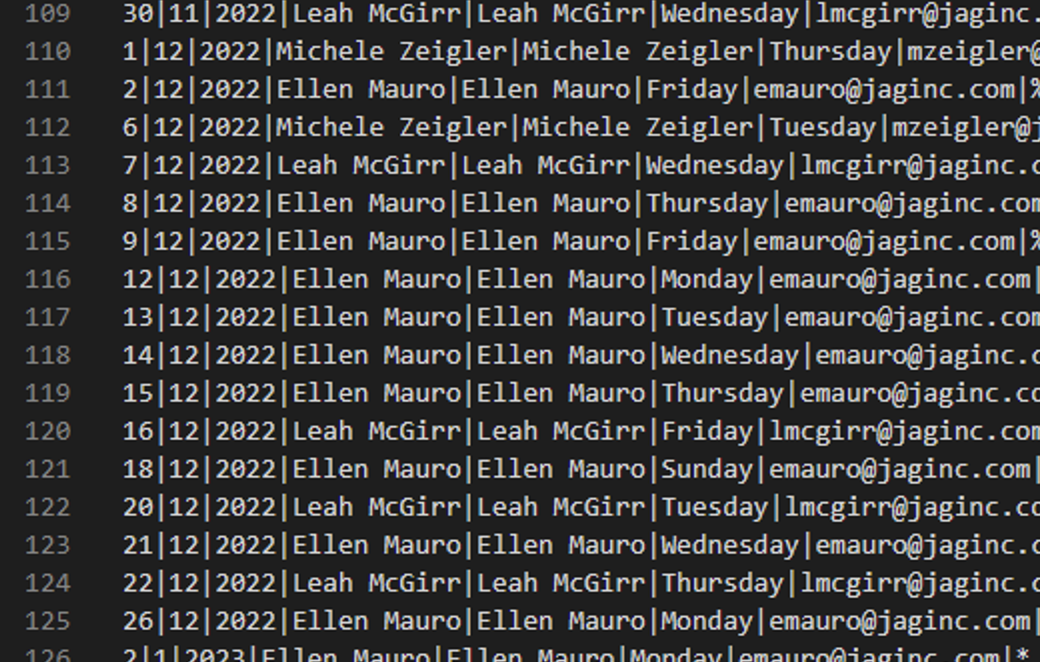 109 30|11|2022|Leah McGirr|Leah McGirr|Wednesday|lmcgirr@jaginc.
110 1|12|2022|Michele Zeigler|Michele Zeigler|Thursday|mzeigler@
111 2|12|2022|Ellen Mauro|Ellen Mauro|Friday|emauro@jaginc.com|%
112 6|12|2022|Michele Zeigler|Michele Zeigler|Tuesday|mzeigler@j
113 7|12|2022|Leah McGirr|Leah McGirr|Wednesday|lmcgirr@jaginc.c
114 8|12|2022|Ellen Mauro|Ellen Mauro|Thursday|emauro@jaginc.com
115 9|12|2022|Ellen Mauro|Ellen Mauro|Friday|emauro@jaginc.com|%
116 12|12|2022|Ellen Mauro|Ellen Mauro|Monday|emauro@jaginc.com|
117 13|12|2022|Ellen Mauro|Ellen Mauro|Tuesday|emauro@jaginc.com
118 14|12|2022|Ellen Mauro|Ellen Mauro|Wednesday|emauro@jaginc.c
119 15|12|2022|Ellen Mauro|Ellen Mauro|Thursday|emauro@jaginc.co
120 16|12|2022|Leah McGirr|Leah McGirr|Friday|lmcgirr@jaginc.com
121 18|12|2022|Ellen Mauro|Ellen Mauro|Sunday|emauro@jaginc.com|
122 20|12|2022|Leah McGirr|Leah McGirr|Tuesday|lmcgirr@jaginc.co
123 21|12|2022|Ellen Mauro|Ellen Mauro|Wednesday|emauro@jaginc.c
124 22|12|2022|Leah McGirr|Leah McGirr|Thursday|lmcgirr@jaginc.co
125 26|12|2022|Ellen Mauro|Ellen Mauro|Monday|emauro@jaginc.com|
126 2|1|2023|Ellen Mauro|Ellen Mauro|Monday|emauro@jaginc.com|*